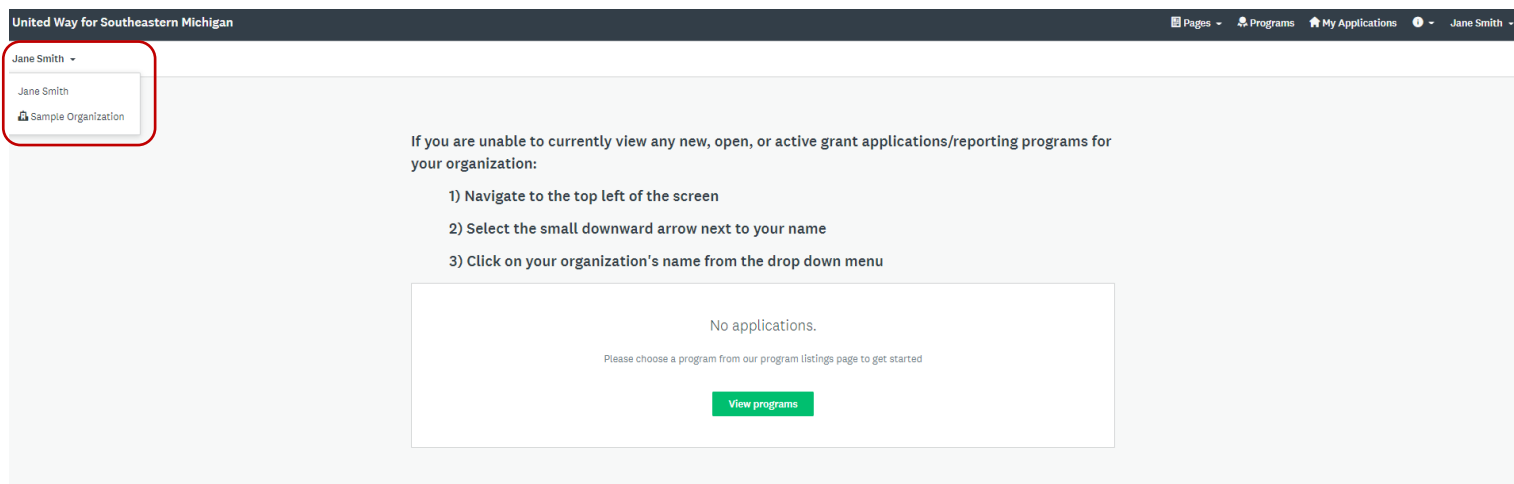 United Way for Southeastern Michigan
Pages Programs My Applications Jane Smith
Jane Smith
Jane Smith
Sample Organization
If you are unable to currently view any new, open, or active grant applications/reporting programs for
your organization:
1) Navigate to the top left of the screen
2) Select the small downward arrow next to your name
3) Click on your organization's name from the drop down menu
No applications.
Please choose a program from our program listings page to get started
View programs